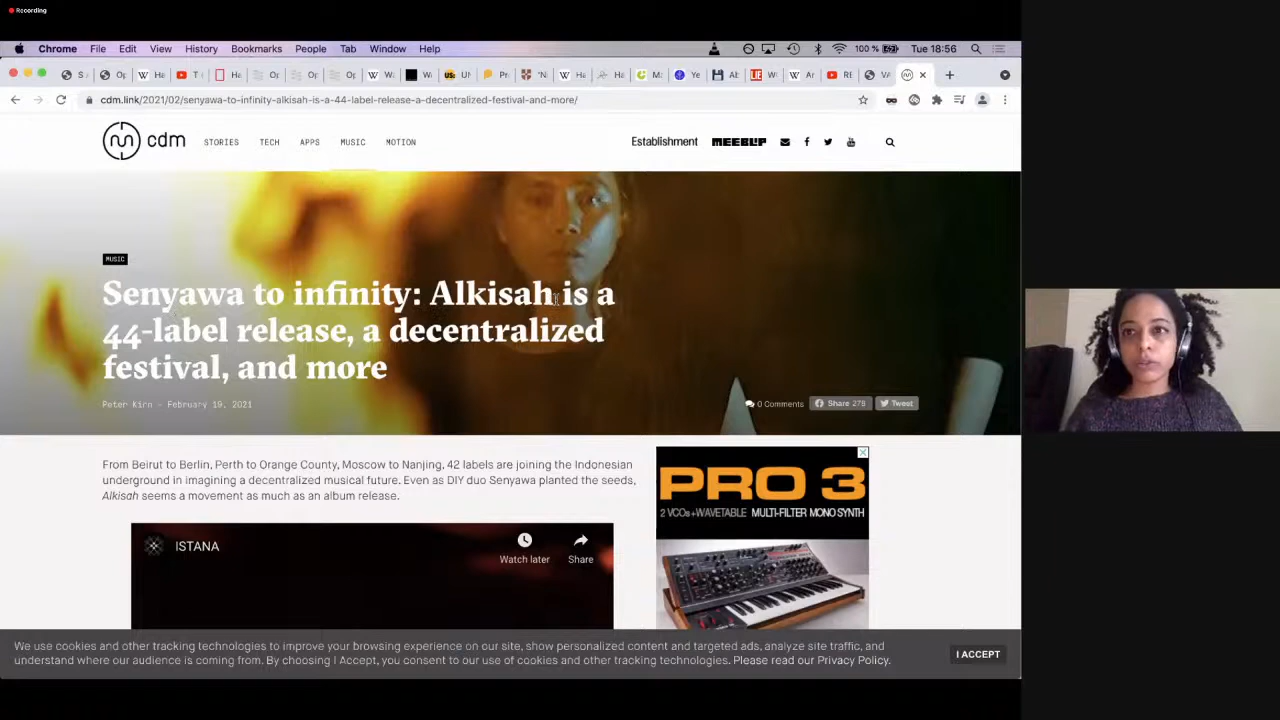 Recording
Chrome File Edit View History Bookmarks People Tab Window Help
100 % Tue 18:56
cdm.link/2021/02/senyawa-to-infinity-alkisah-is-a-44-label-release-a-decentralized-festival-and-more/
cdm STORIES TECH APPS MUSIC MOTION
Establishment MEEBLIP
MUSIC
Senyawa to infinity: Alkisah is a
44-label release, a decentralized
festival, and more
Peter Kirn - February 19, 2021
0 Comments Share 278 Tweet
From Beirut to Berlin, Perth to Orange County, Moscow to Nanjing, 42 labels are joining the Indonesian
underground in imagining a decentralized musical future. Even as DIY duo Senyawa planted the seeds,
Alkisah seems a movement as much as an album release.
PRO 3
2 VCOs+WAVETABLE MULTI-FILTER MONO SYNTH
ISTANA
Watch later
Share
We use cookies and other tracking technologies to improve your browsing experience on our site, show personalized content and targeted ads, analyze site traffic, and
understand where our audience is coming from. By choosing I Accept, you consent to our use of cookies and other tracking technologies. Please read our Privacy Policy.
I ACCEPT